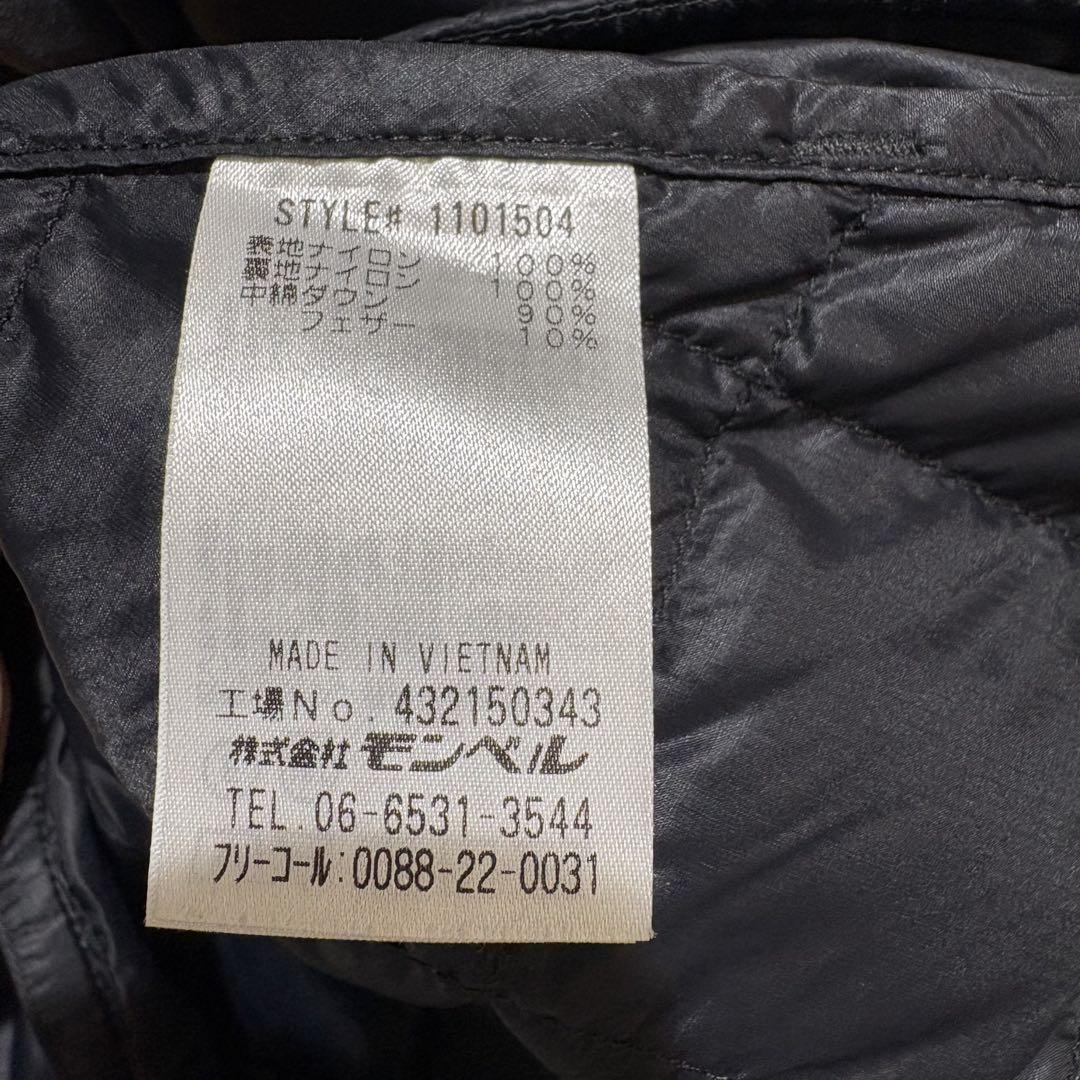 STYLE# 1101504
表地ナイロン 100%
裏地ナイロン 100%
中綿ダウン 90%
フェザー 10%
MADE IN VIETNAM
工場No. 432150343
株式会社 モンベル
TEL. 06-6531-3544
フリーコール:0088-22-0031